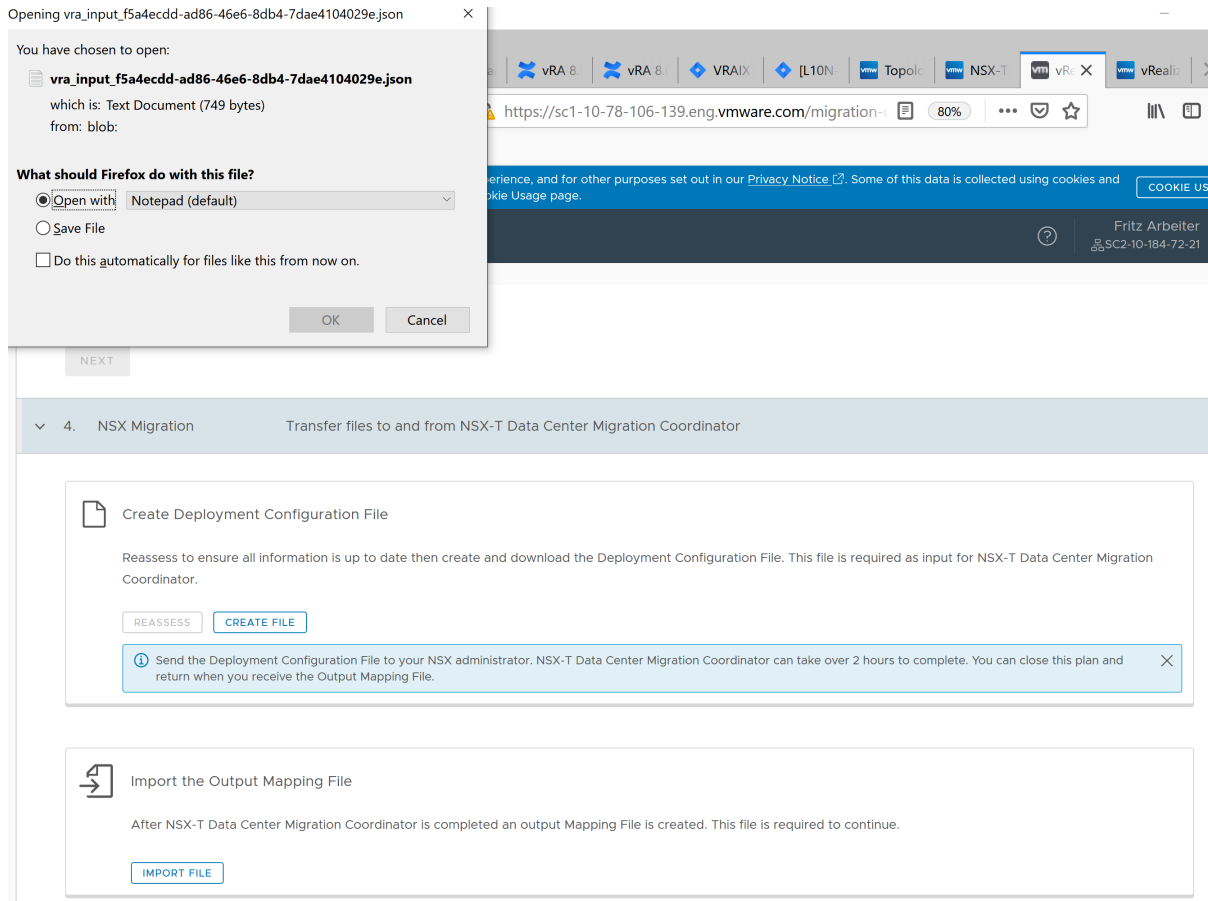 Opening vra_input_f5a4ecdd-ad86-46e6-8db4-7dae4104029e.json
You have chosen to open:
vra_input_f5a4ecdd-ad86-46e6-8db4-7dae4104029e.json
which is: Text Document (749 bytes)
from: blob:
What should Firefox do with this file?
Open with Notepad (default)
Save File
Do this automatically for files like this from now on.
OK Cancel
vRA 8. vRA 8. VRAIX [L10N- vmw Topolo vmw NSX-T vm vRe vmw vRealiz
https://sc1-10-78-106-139.eng.vmware.com/migration- 80%
erience, and for other purposes set out in our Privacy Notice. Some of this data is collected using cookies and
okie Usage page.
COOKIE US
Fritz Arbeiter
SC2-10-184-72-21
NEXT
4. NSX Migration Transfer files to and from NSX-T Data Center Migration Coordinator
Create Deployment Configuration File
Reassess to ensure all information is up to date then create and download the Deployment Configuration File. This file is required as input for NSX-T Data Center Migration
Coordinator.
REASSESS CREATE FILE
Send the Deployment Configuration File to your NSX administrator. NSX-T Data Center Migration Coordinator can take over 2 hours to complete. You can close this plan and
return when you receive the Output Mapping File.
Import the Output Mapping File
After NSX-T Data Center Migration Coordinator is completed an output Mapping File is created. This file is required to continue.
IMPORT FILE